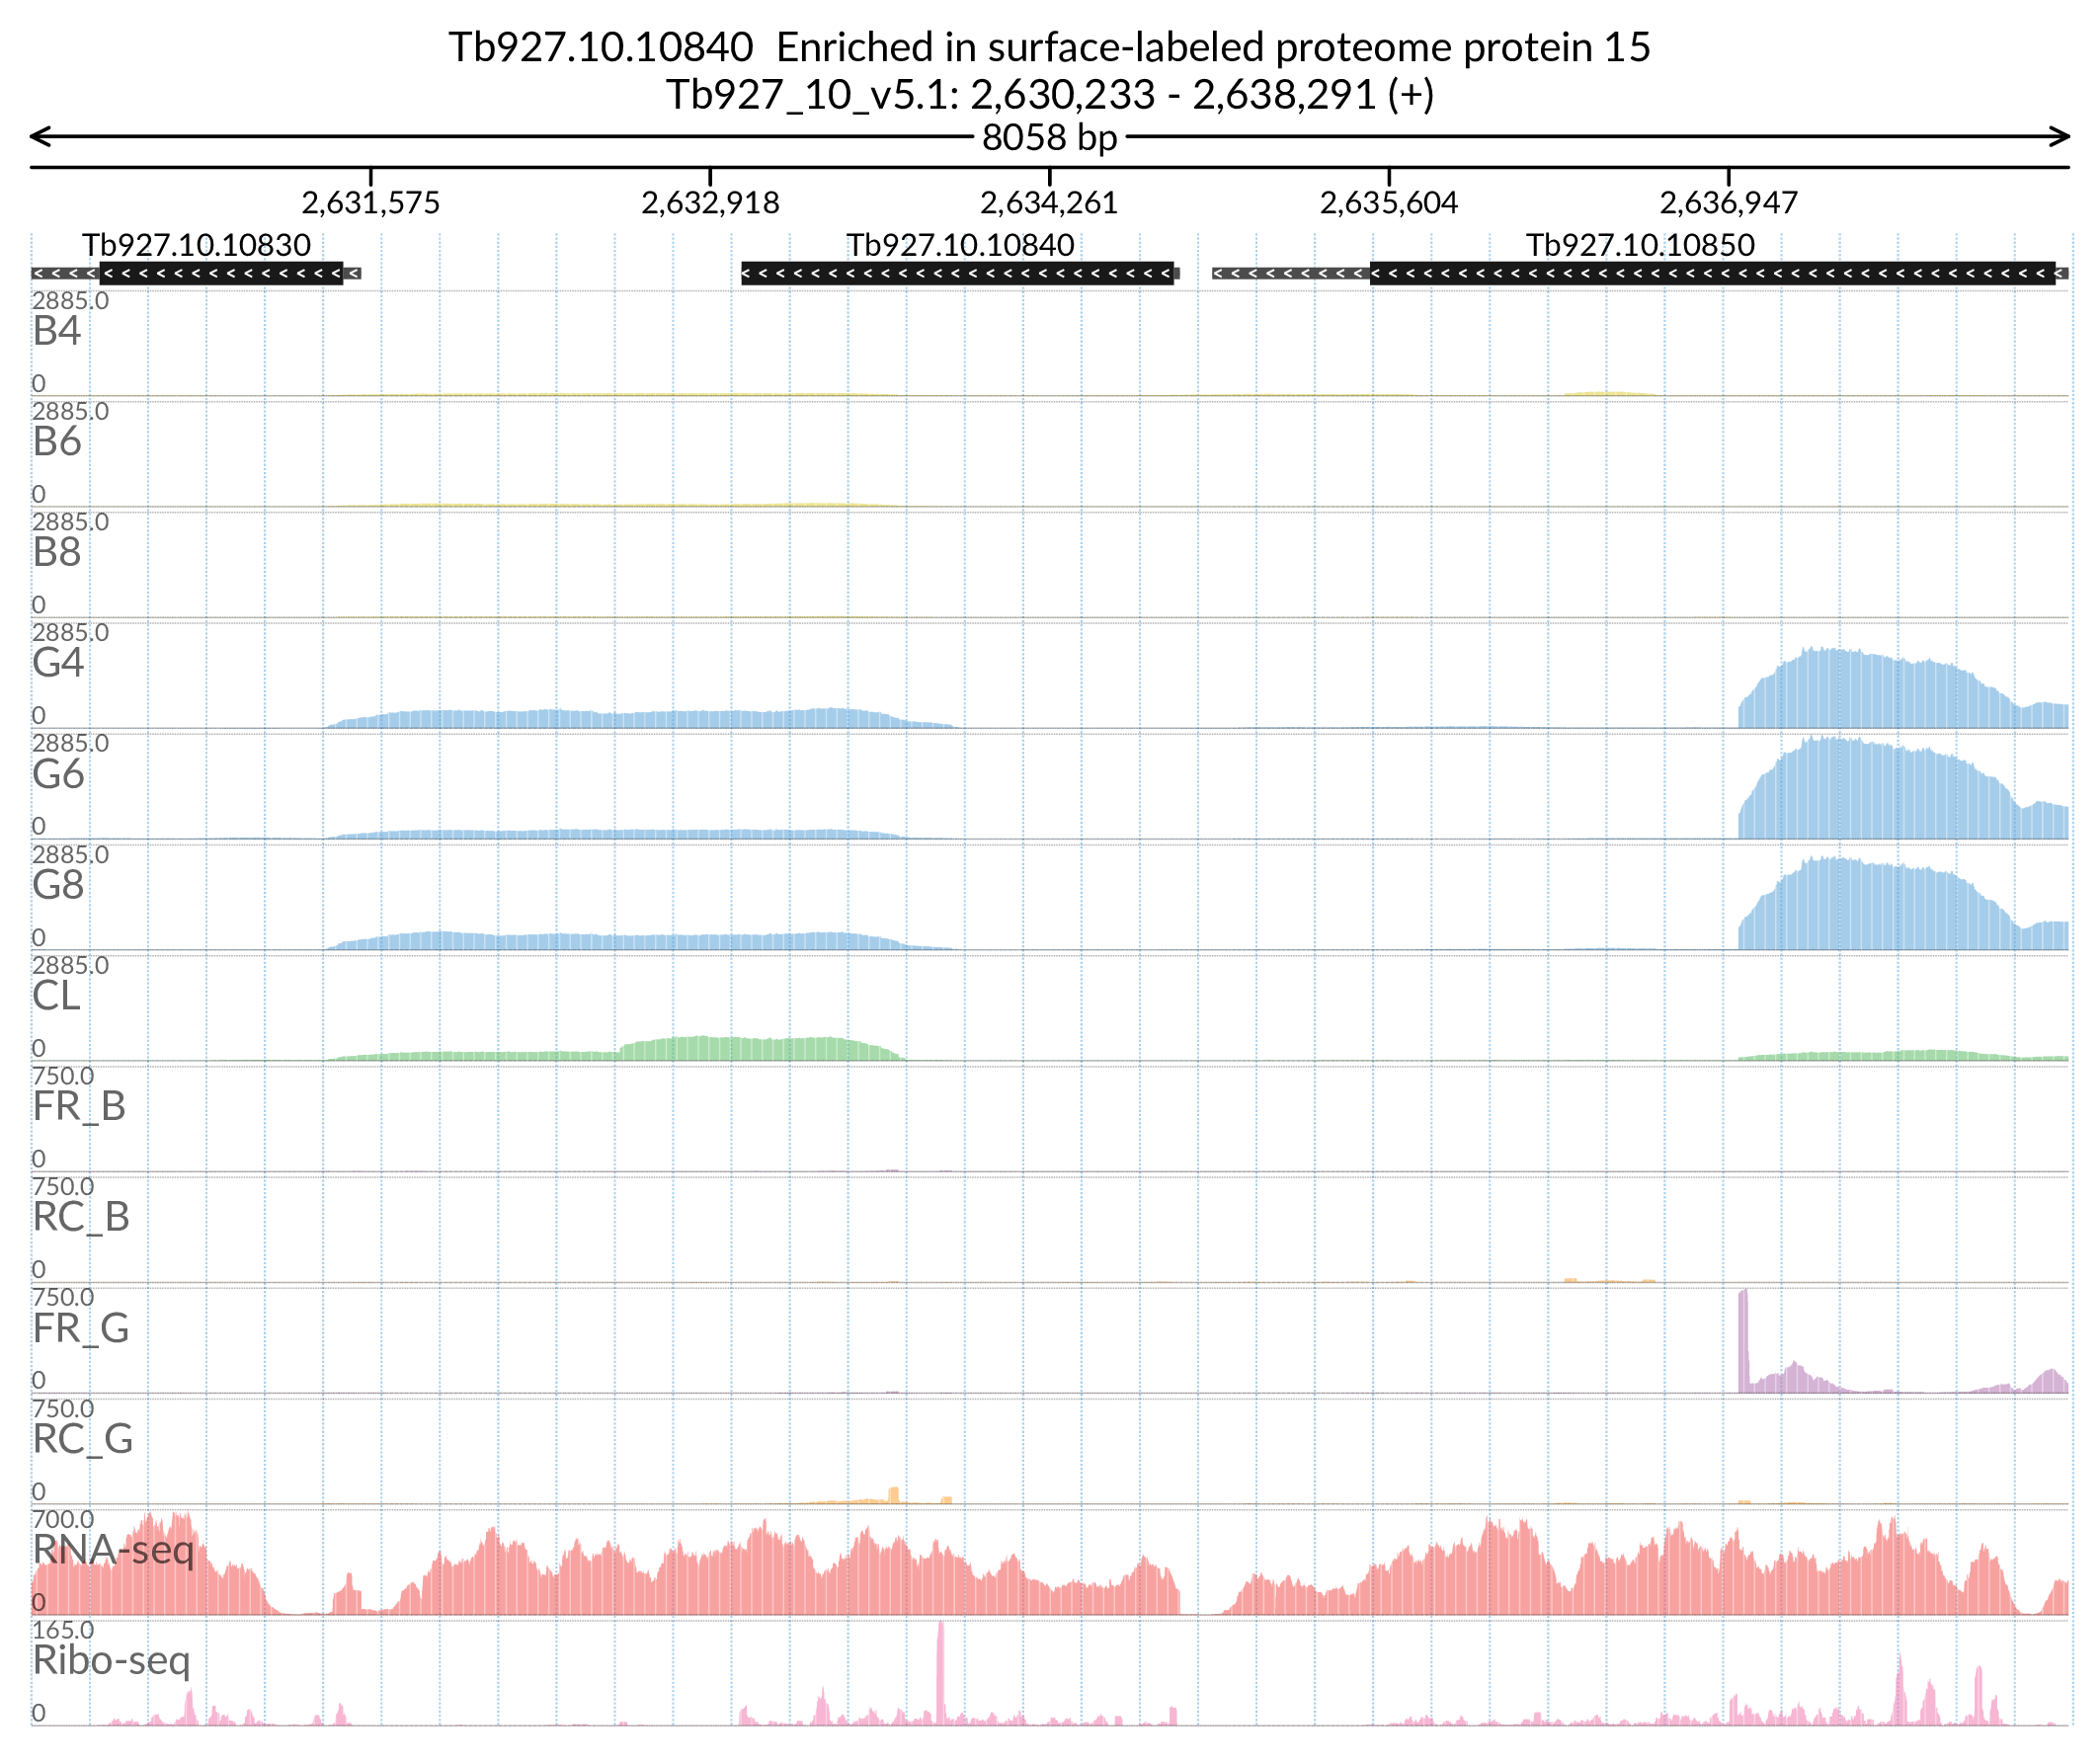 Tb927.10.10840  Enriched in surface-labeled proteome protein 15
Tb927_10_v5.1: 2,630,233 - 2,638,291 (+)
8058 bp
2,631,575 2,632,918 2,634,261 2,635,604 2,636,947
Tb927.10.10830 Tb927.10.10840 Tb927.10.10850
2885.0
B4
0
2885.0
B6
0
2885.0
B8
0
2885.0
G4
0
2885.0
G6
0
2885.0
G8
0
2885.0
CL
0
750.0
FR_B
0
750.0
RC_B
0
750.0
FR_G
0
750.0
RC_G
0
700.0
RNA-seq
0
165.0
Ribo-seq
0